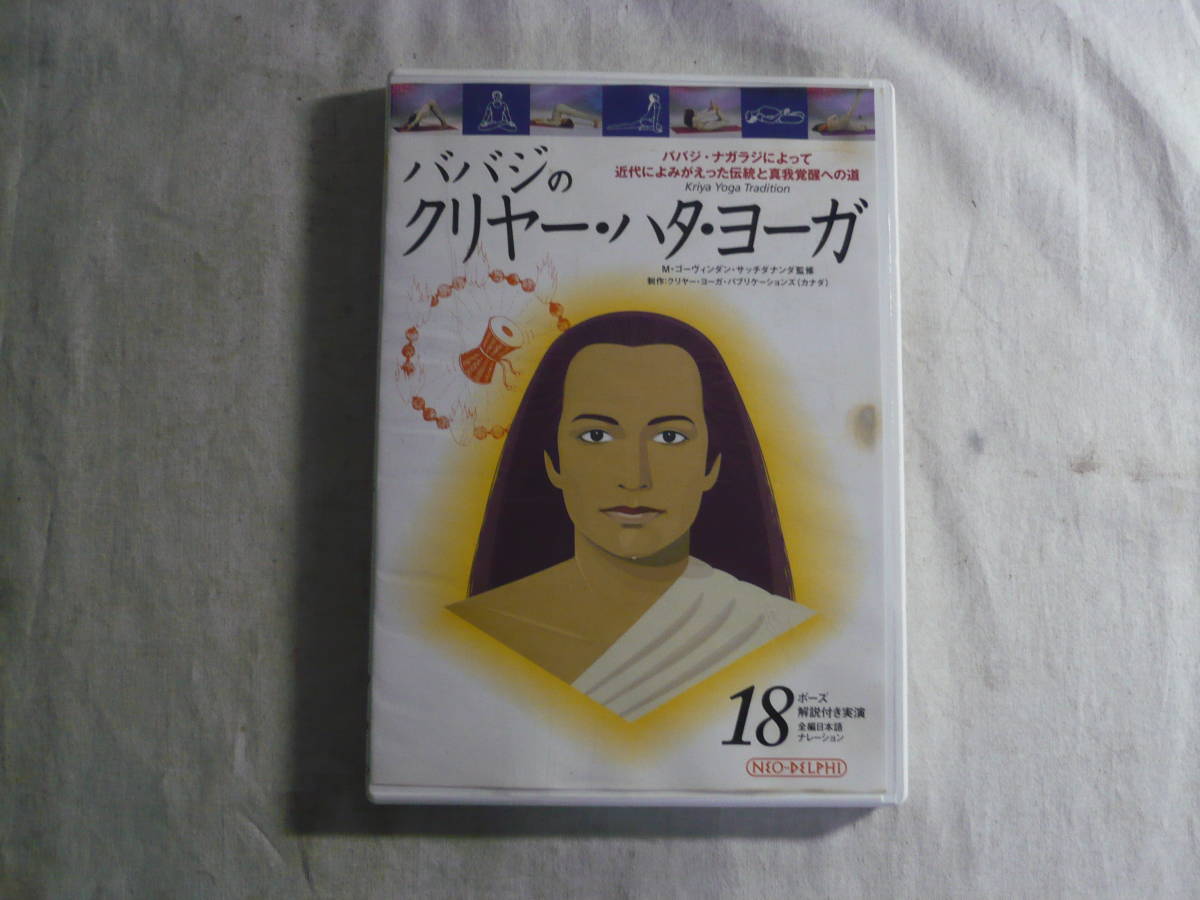 ババジ・ナガラジによって
近代によみがえった伝統と真我覚醒への道
Kriya Yoga Tradition
ババジの
クリヤー・ハタ・ヨーガ
M・ゴーヴィンダン・サッチダナンダ監修
制作:クリヤー・ヨーガ・パブリケーションズ(カナダ)
18
ポーズ
解説付き実演
全編日本語
ナレーション
NEO-DELPHI